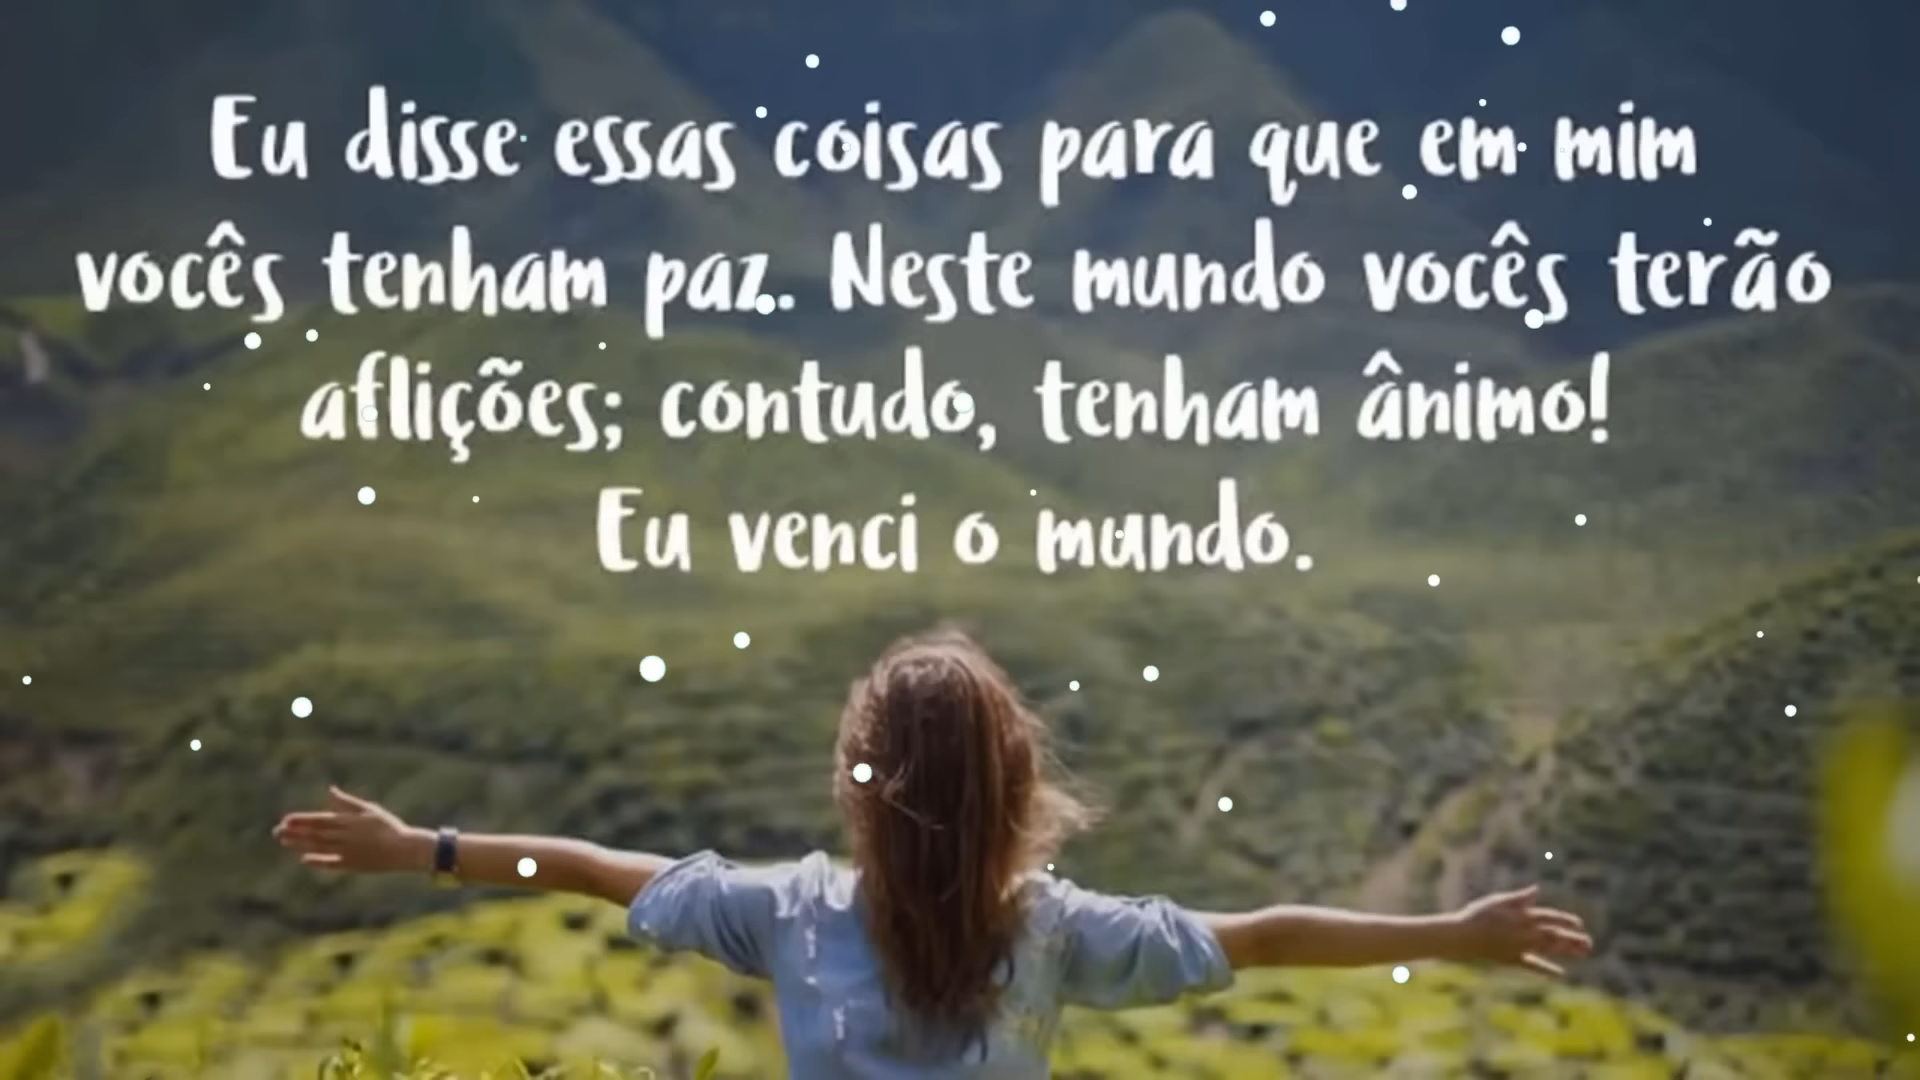 Eu disse essas coisas para que em mim
vocês tenham paz. Neste mundo vocês terão
aflições; contudo, tenham ânimo!
Eu venci o mundo.